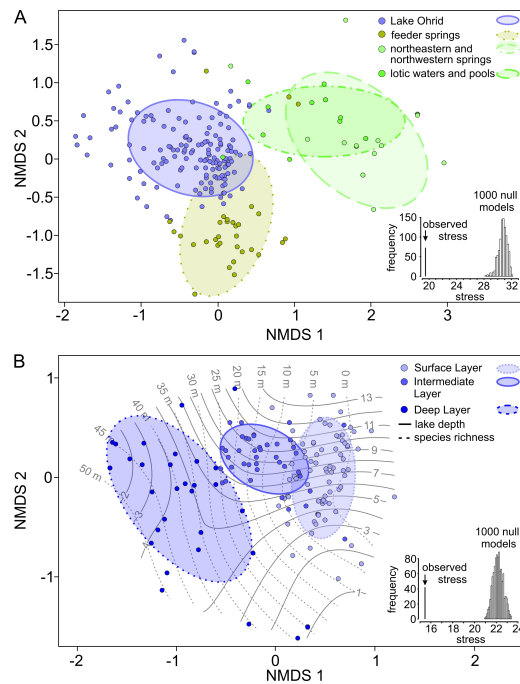 A
Lake Ohrid
feeder springs
northeastern and
northwestern springs
lotic waters and pools
NMDS 2
1.5
1.0
0.5
0
-0.5
-1.0
-1.5
-2
-1
0
1
2
3
NMDS 1
1000 null
models
observed
stress
frequency
150
100
50
0
20
24
28
32
stress
B
Surface Layer
Intermediate
Layer
Deep Layer
lake depth
species richness
NMDS 2
1
0
-1
50 m
45 m
40 m
35 m
30 m
25 m
20 m
15 m
10 m
5 m
0 m
13
11
9
7
5
3
1
-2
-1
0
1
2
NMDS 1
1000 null
models
observed
stress
frequency
80
60
40
20
0
16
18
20
22
24
stress